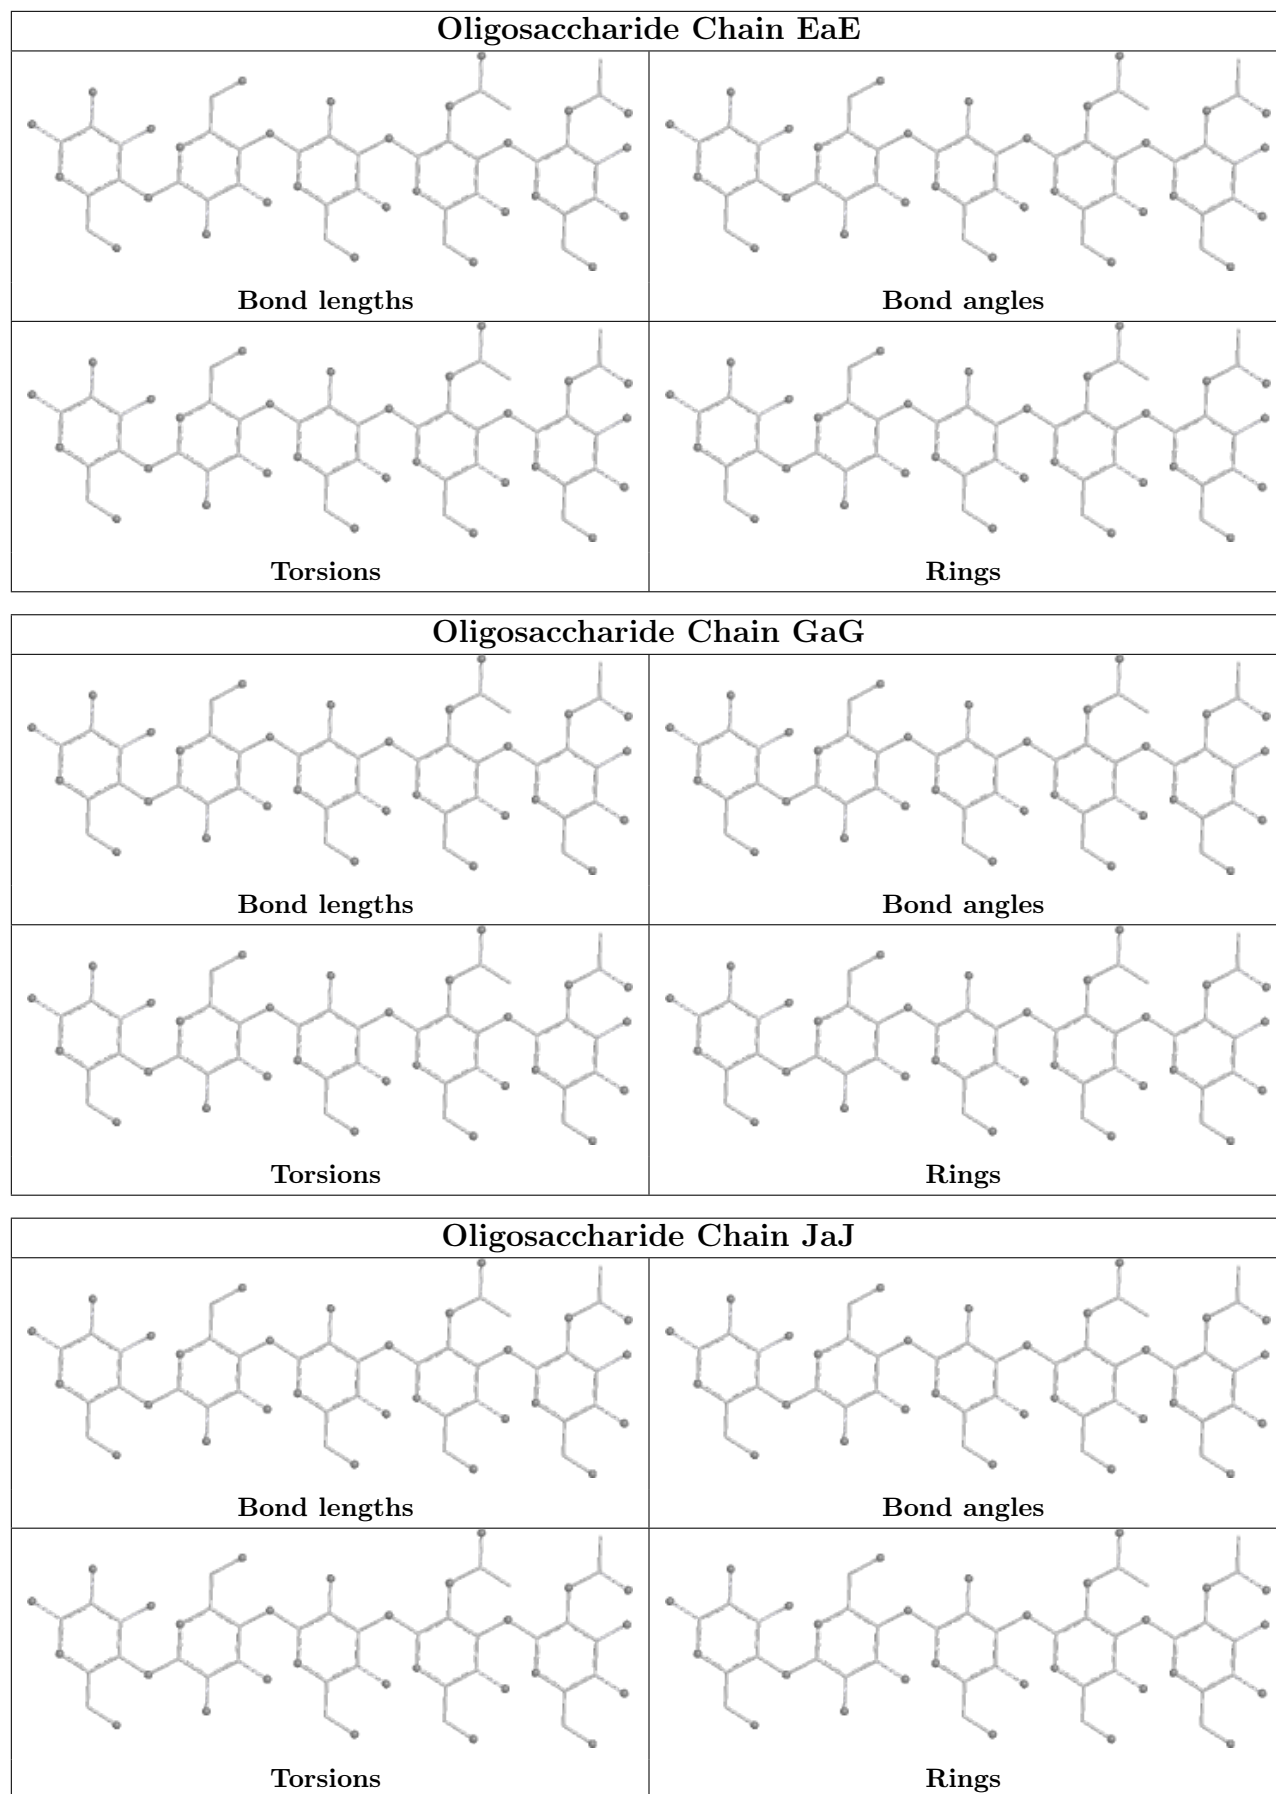 Oligosaccharide Chain EaE
Bond lengths
Bond angles
Torsions
Rings
Oligosaccharide Chain GaG
Bond lengths
Bond angles
Torsions
Rings
Oligosaccharide Chain JaJ
Bond lengths
Bond angles
Torsions
Rings